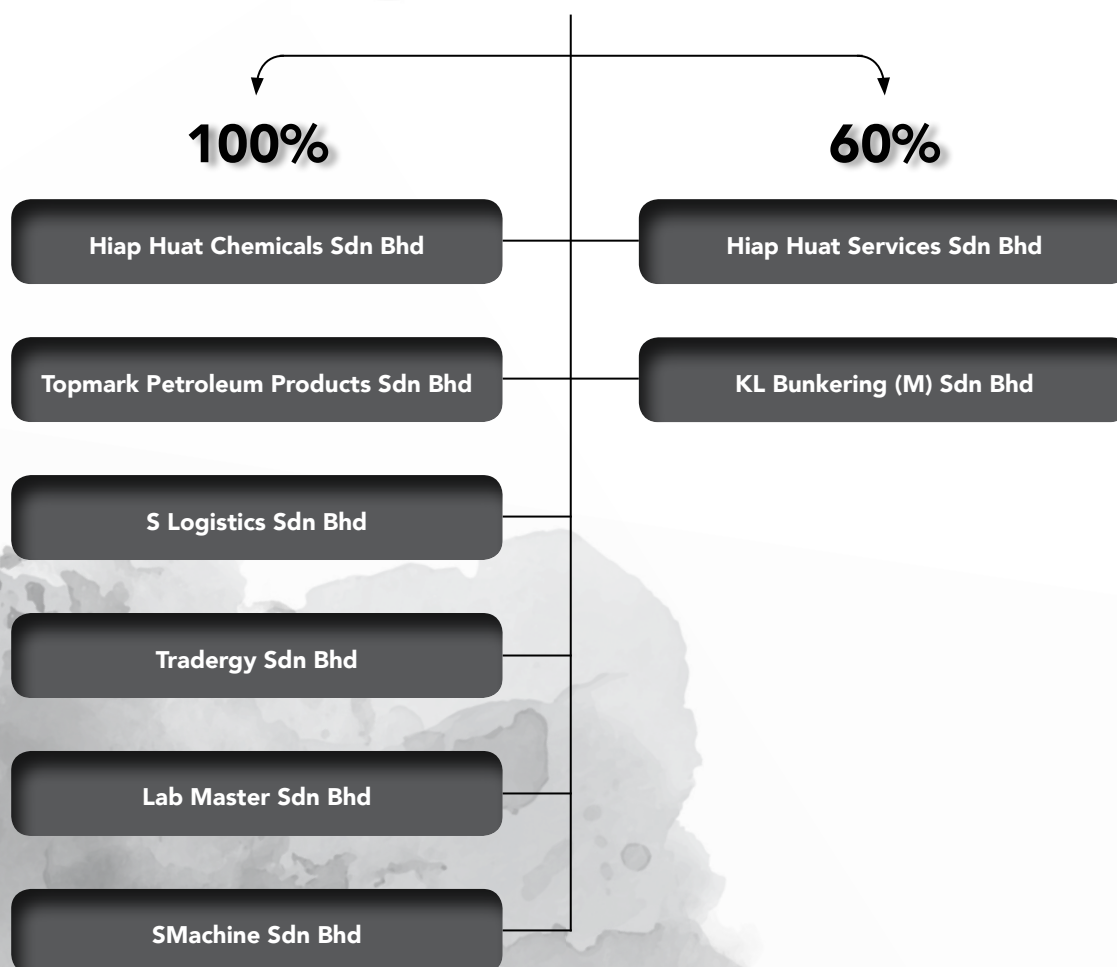 100%
60%
Hiap Huat Chemicals Sdn Bhd
Hiap Huat Services Sdn Bhd
Topmark Petroleum Products Sdn Bhd
KL Bunkering (M) Sdn Bhd
S Logistics Sdn Bhd
Tradergy Sdn Bhd
Lab Master Sdn Bhd
SMachine Sdn Bhd